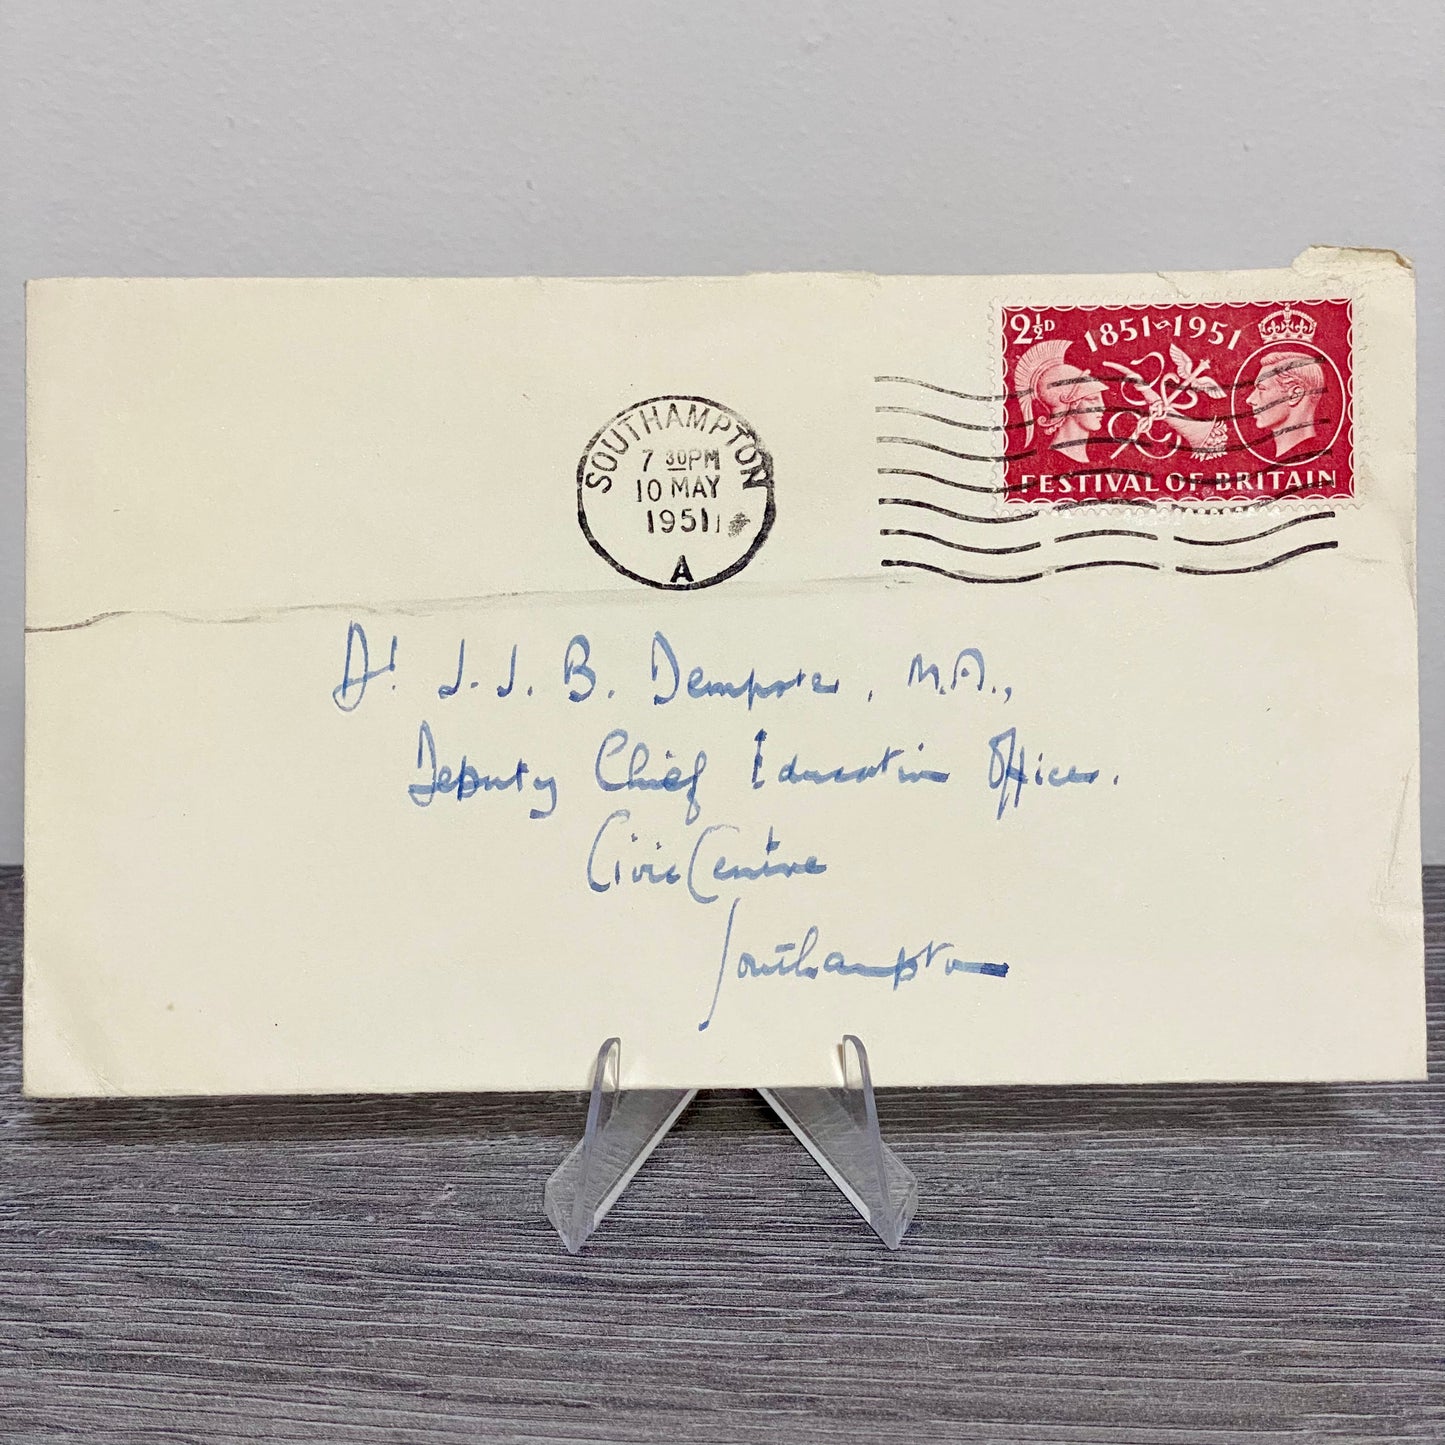 2½D 1851 1951
FESTIVAL OF BRITAIN
SOUTHAMPTON
7 30PM
10 MAY
1951
A
Dr. J. J. B. Dempster, M.A.,
Deputy Chief Education Officer.
Civic Centre
Southampton